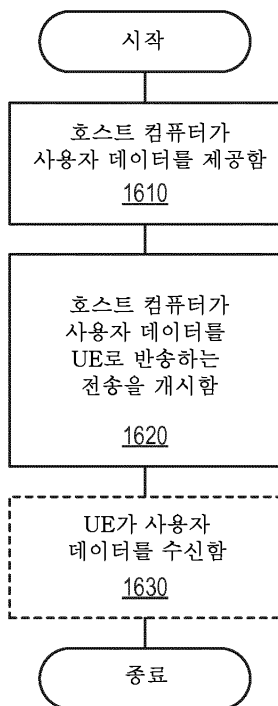 시작
호스트 컴퓨터가
사용자 데이터를 제공함
1610
호스트 컴퓨터가
사용자 데이터를
UE로 반송하는
전송을 개시함
1620
UE가 사용자
데이터를 수신함
1630
종료